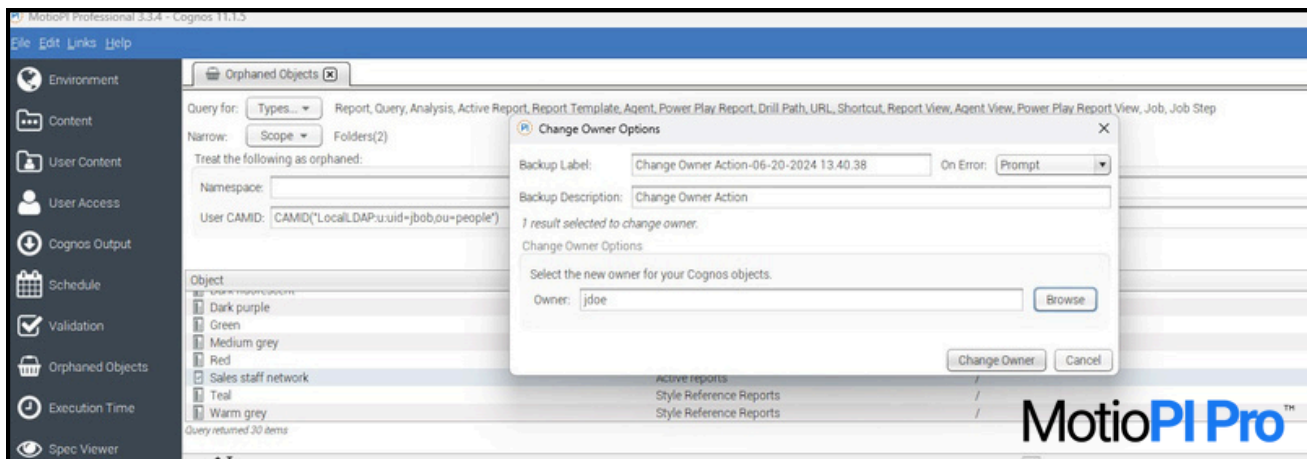 MotioPI Professional 3.3.4 - Cognos 11.1.5
File Edit Links Help
Environment
Content
User Content
User Access
Cognos Output
Schedule
Validation
Orphaned Objects
Execution Time
Spec Viewer
Orphaned Objects
Query for: Types... Report, Query, Analysis, Active Report, Report Template, Agent, Power Play Report, Drill Path, URL, Shortcut, Report View, Agent View, Power Play Report View, Job, Job Step
Narrow: Scope Folders(2)
Treat the following as orphaned:
Namespace:
User CAMID: CAMID("LocalLDAP:u:uid=jbob,ou=people")
PI Change Owner Options
Backup Label: Change Owner Action-06-20-2024 13.40.38 On Error: Prompt
Backup Description: Change Owner Action
1 result selected to change owner.
Change Owner Options
Select the new owner for your Cognos objects.
Owner: jdoe Browse
Change Owner Cancel
Object
Dark fluorescent
Dark purple
Green
Medium grey
Red
Sales staff network Active reports /
Teal Style Reference Reports /
Warm grey Style Reference Reports /
Query returned 30 items
MotioPI Pro™